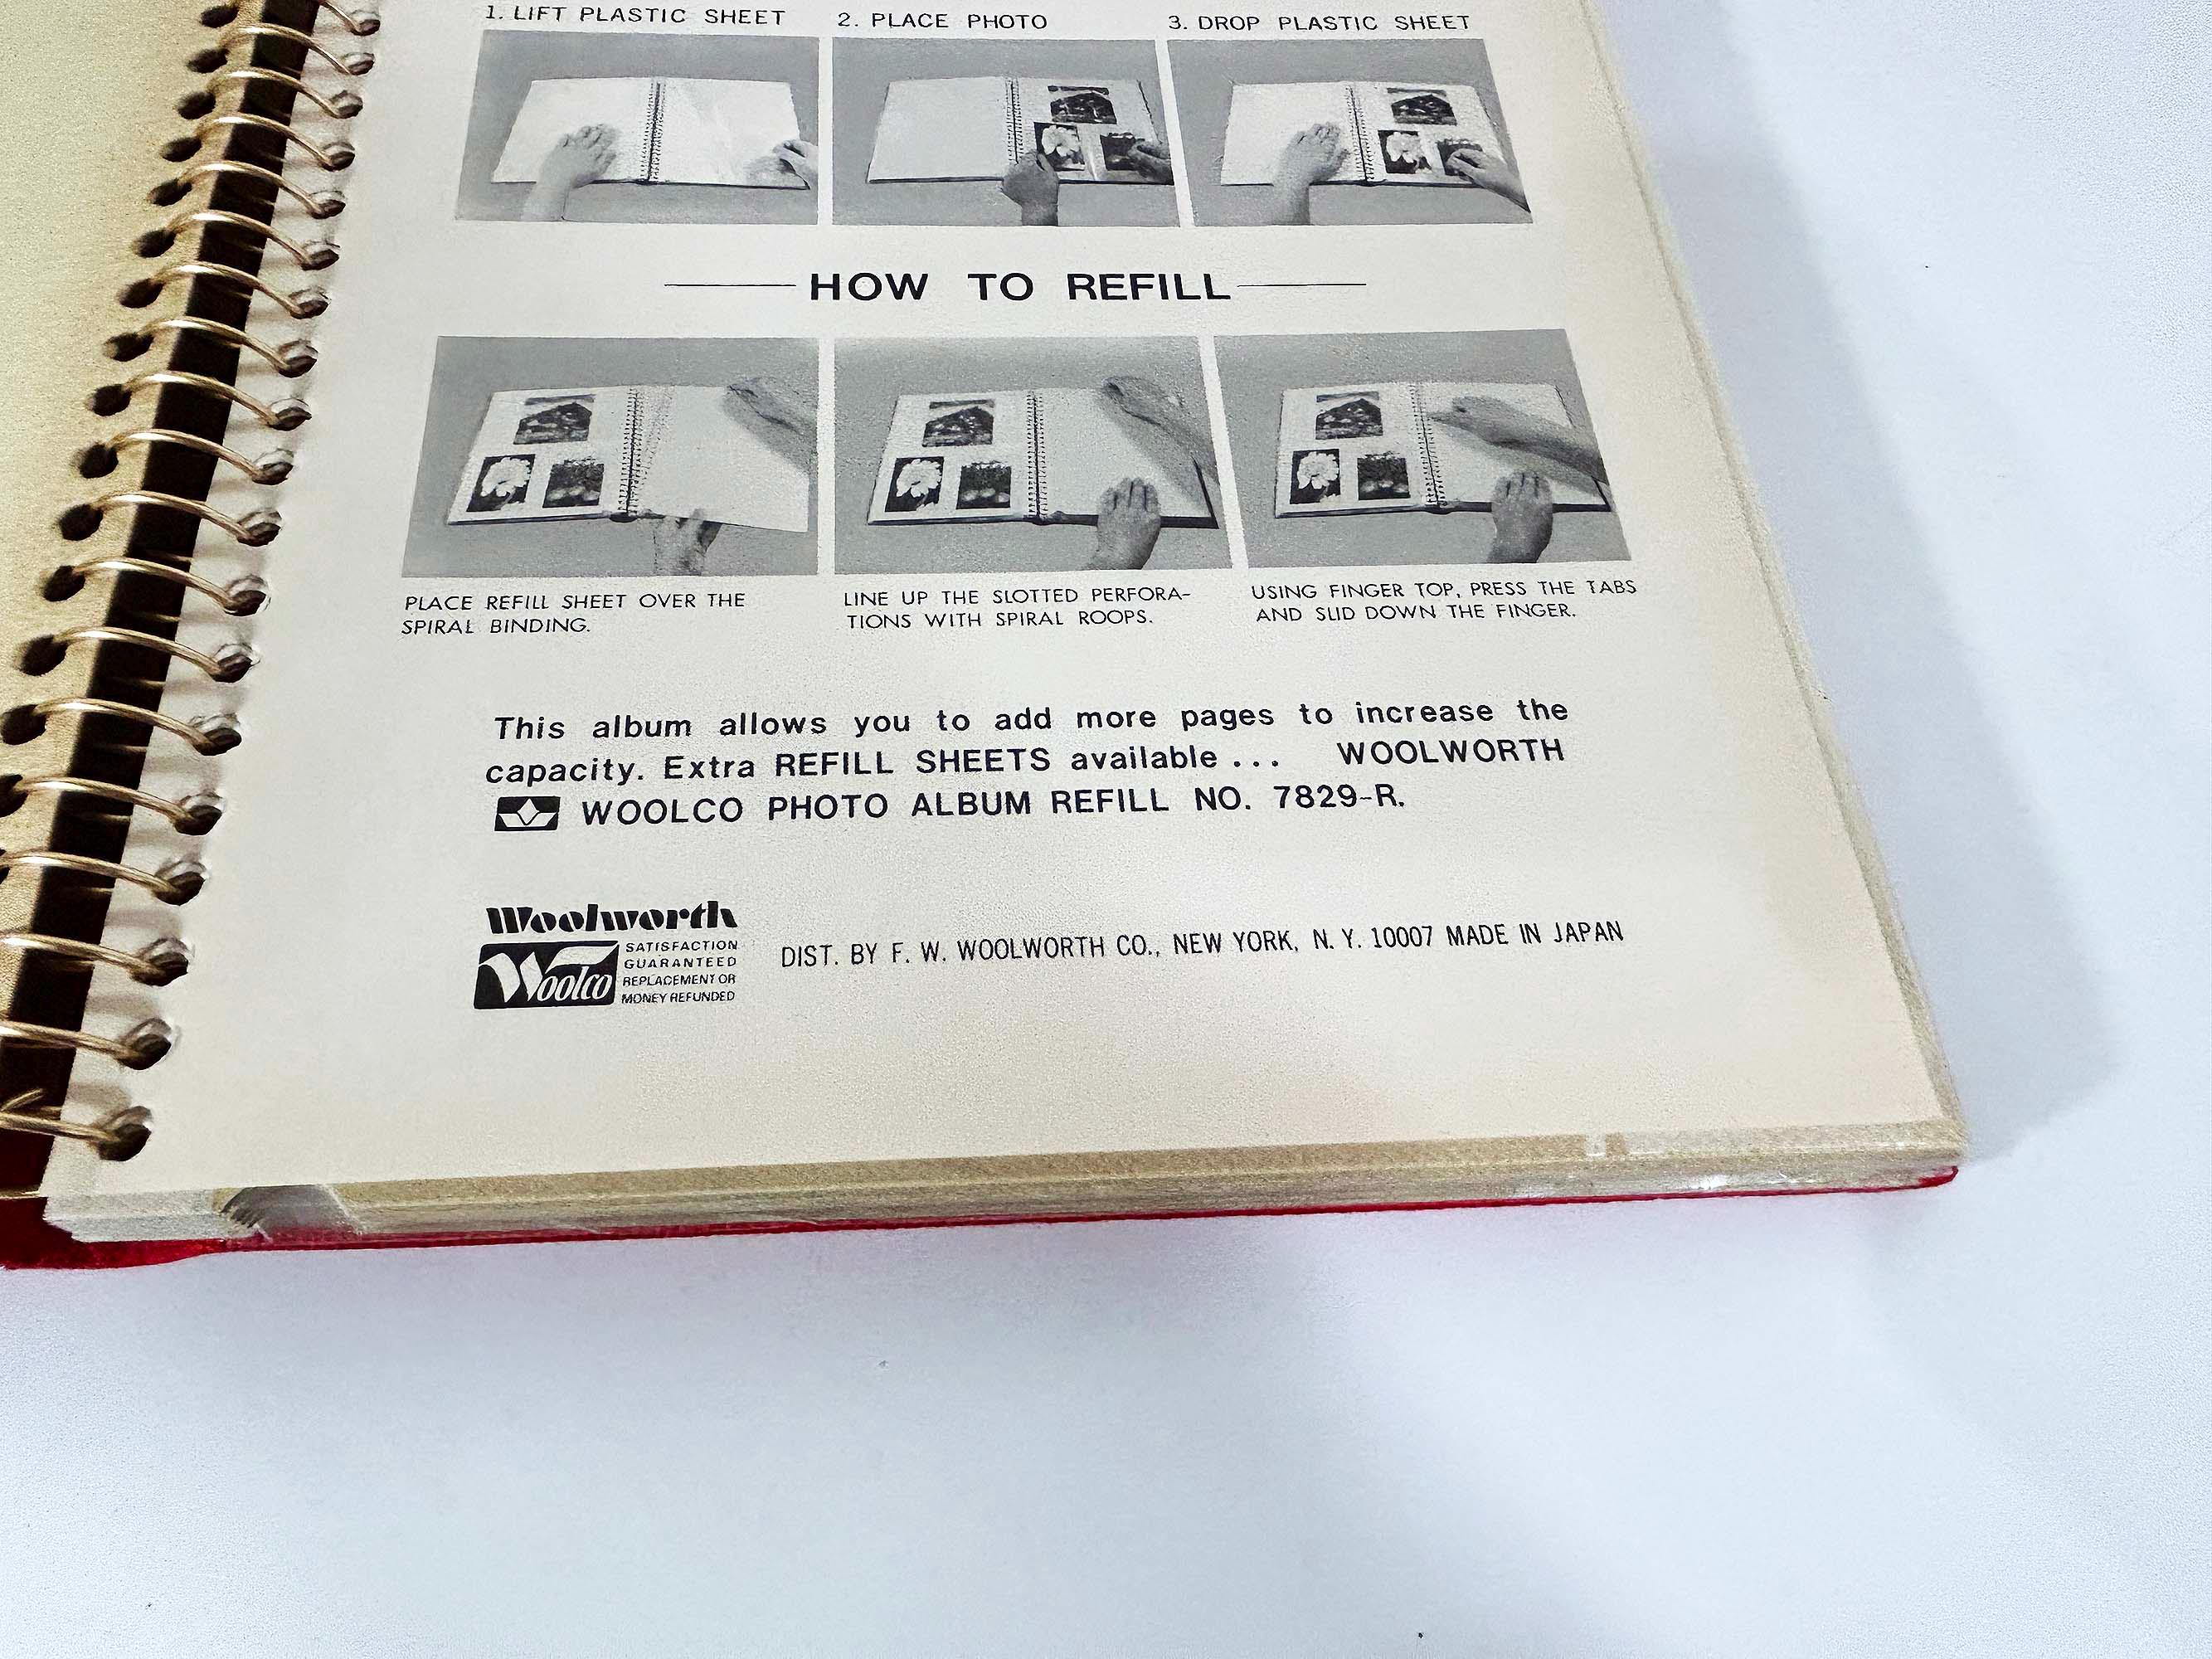 1. LIFT PLASTIC SHEET
2. PLACE PHOTO
3. DROP PLASTIC SHEET
HOW TO REFILL
PLACE REFILL SHEET OVER THE
SPIRAL BINDING.
LINE UP THE SLOTTED PERFORA-
TIONS WITH SPIRAL ROOPS.
USING FINGER TOP, PRESS THE TABS
AND SLID DOWN THE FINGER.
This album allows you to add more pages to increase the
capacity. Extra REFILL SHEETS available ... WOOLWORTH
WOOLCO PHOTO ALBUM REFILL NO. 7829-R.
Woolworth
Woolco
SATISFACTION
GUARANTEED
REPLACEMENT OR
MONEY REFUNDED
DIST. BY F. W. WOOLWORTH CO., NEW YORK, N. Y. 10007 MADE IN JAPAN